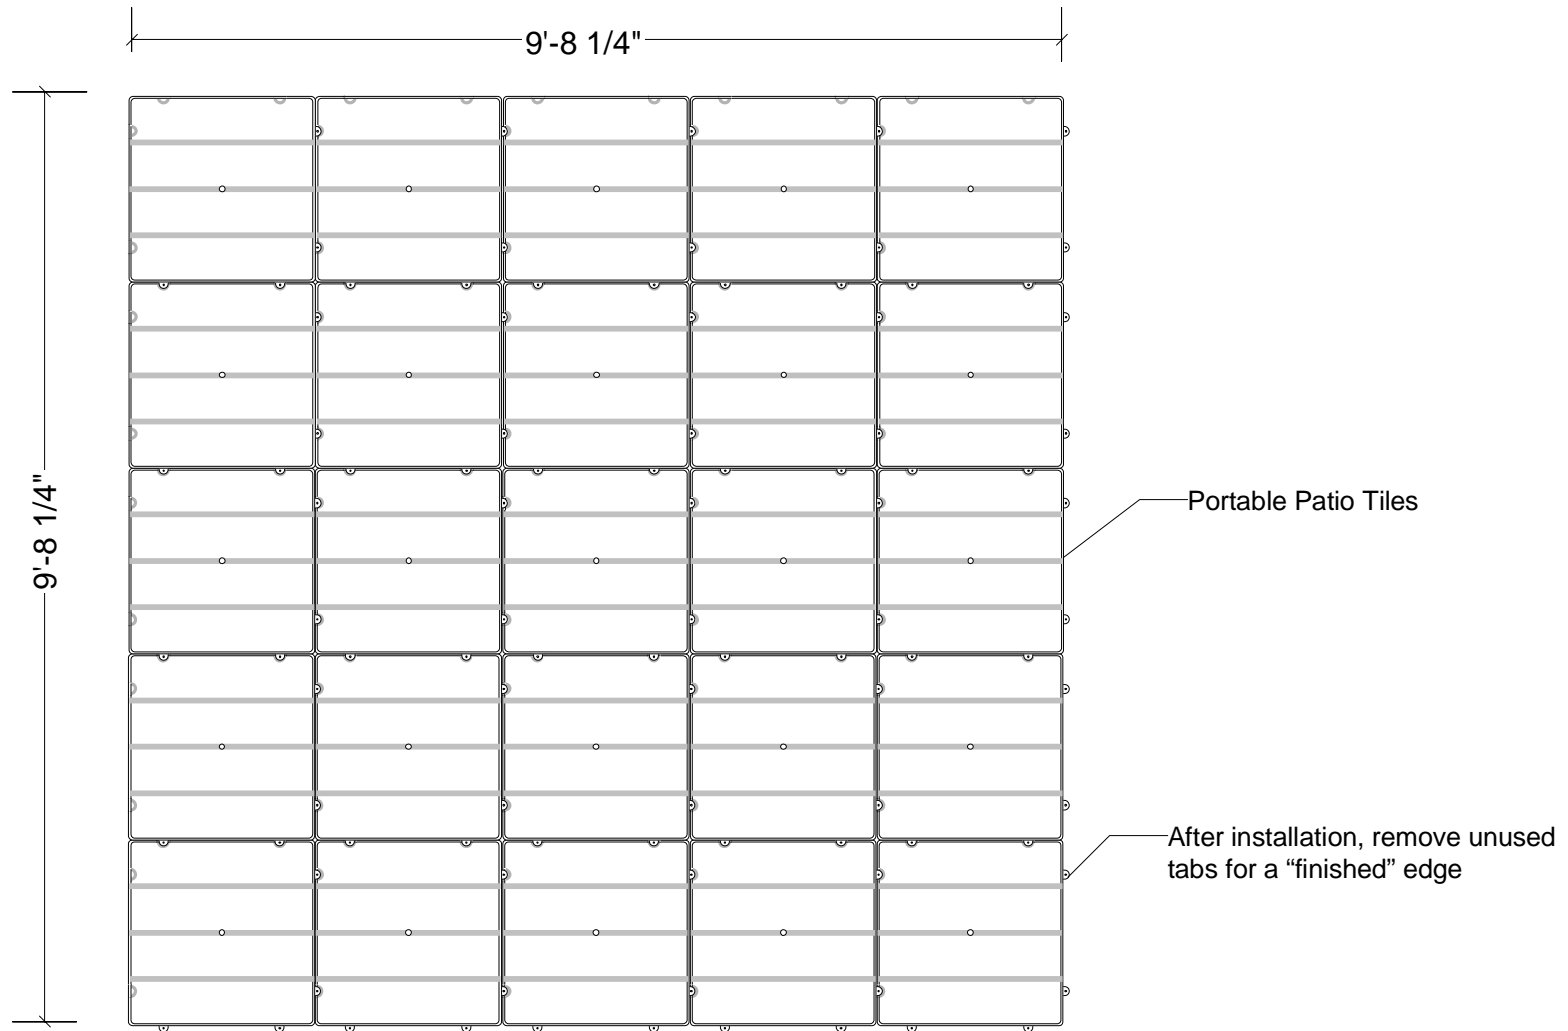 9'-8 1/4"
9'-8 1/4"
Portable Patio Tiles
After installation, remove unused
tabs for a “finished” edge